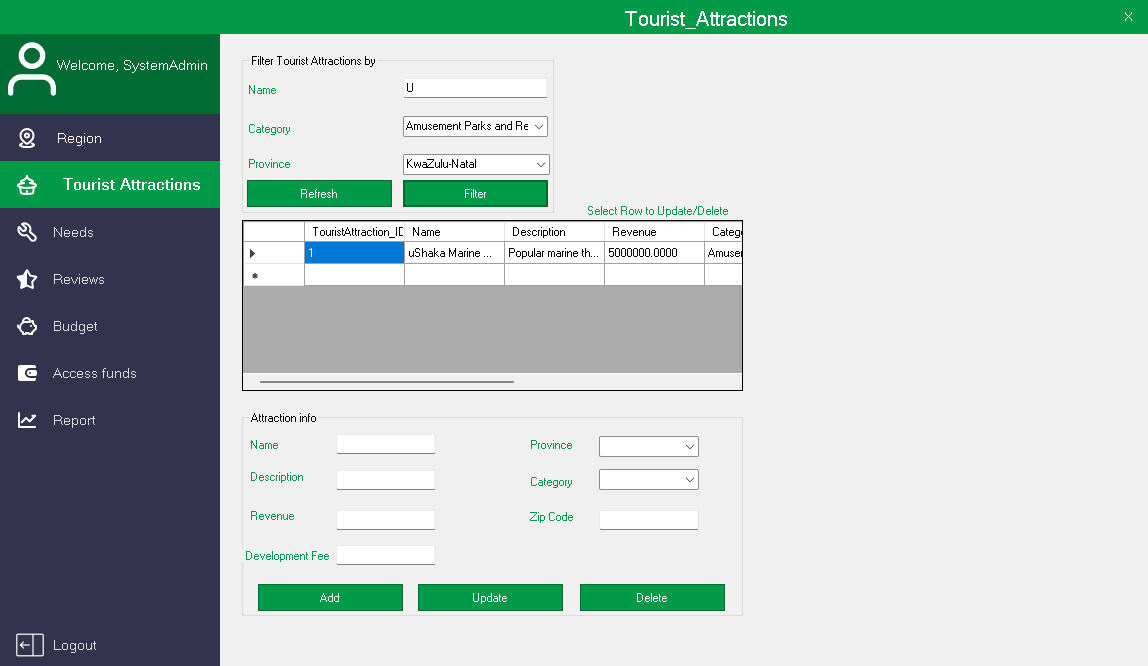 Tourist_Attractions
X
Welcome, SystemAdmin
Region
Tourist Attractions
Needs
Reviews
Budget
Access funds
Report
Logout
Filter Tourist Attractions by
Name U
Category Amusement Parks and Re
Province KwaZulu-Natal
Refresh Filter
Select Row to Update/Delete
TouristAttraction_ID Name Description Revenue Categ
1 uShaka Marine ... Popular marine th... 5000000.0000 Amuser
Attraction info
Name Province
Description Category
Revenue Zip Code
Development Fee
Add Update Delete